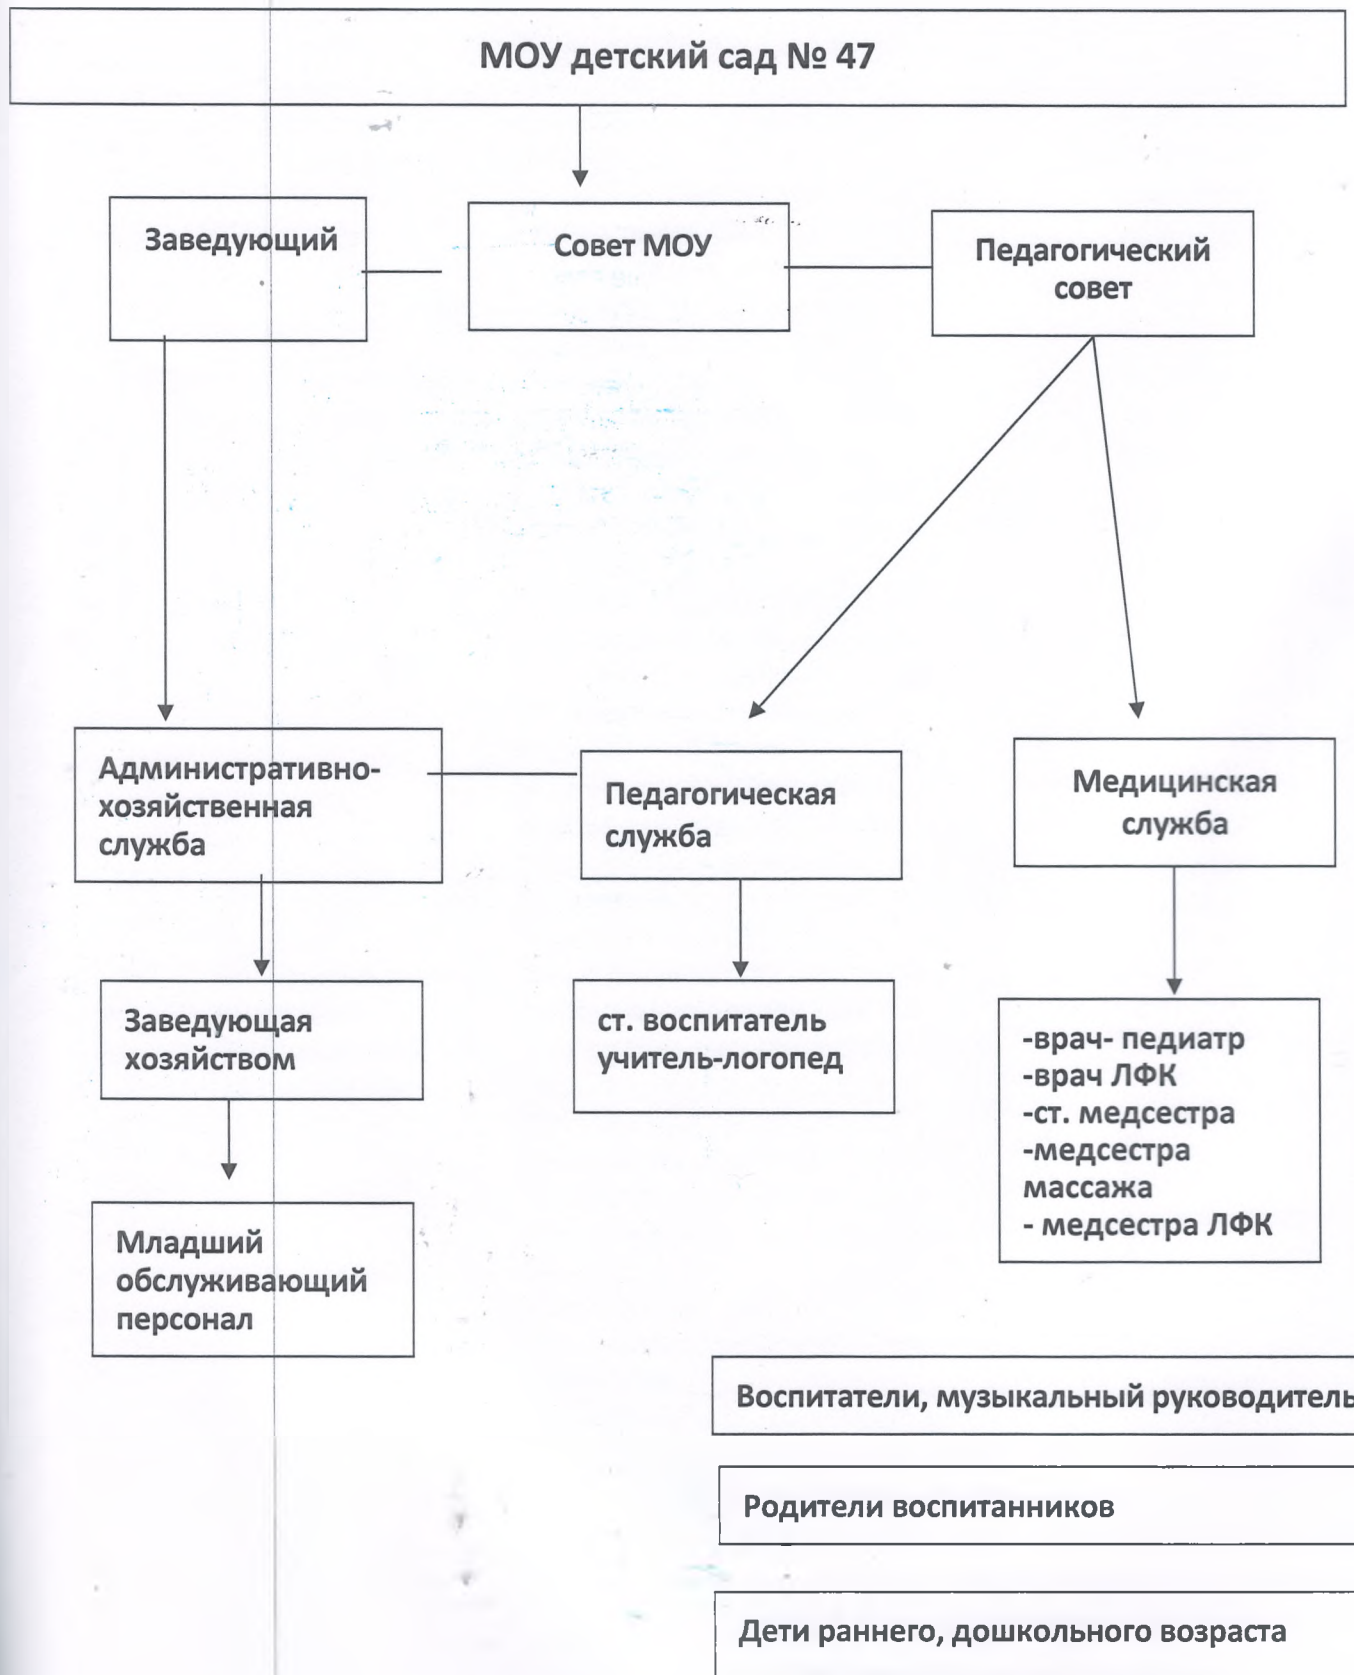 МОУ детский сад № 47
Заведующий
Совет МОУ
Педагогический
совет
Административно-
хозяйственная
служба
Педагогическая
служба
Медицинская
служба
Заведующая
хозяйством
ст. воспитатель
учитель-логопед
-врач- педиатр
-врач ЛФК
-ст. медсестра
-медсестра
массажа
- медсестра ЛФК
Младший
обслуживающий
персонал
Воспитатели, музыкальный руководитель
Родители воспитанников
Дети раннего, дошкольного возраста